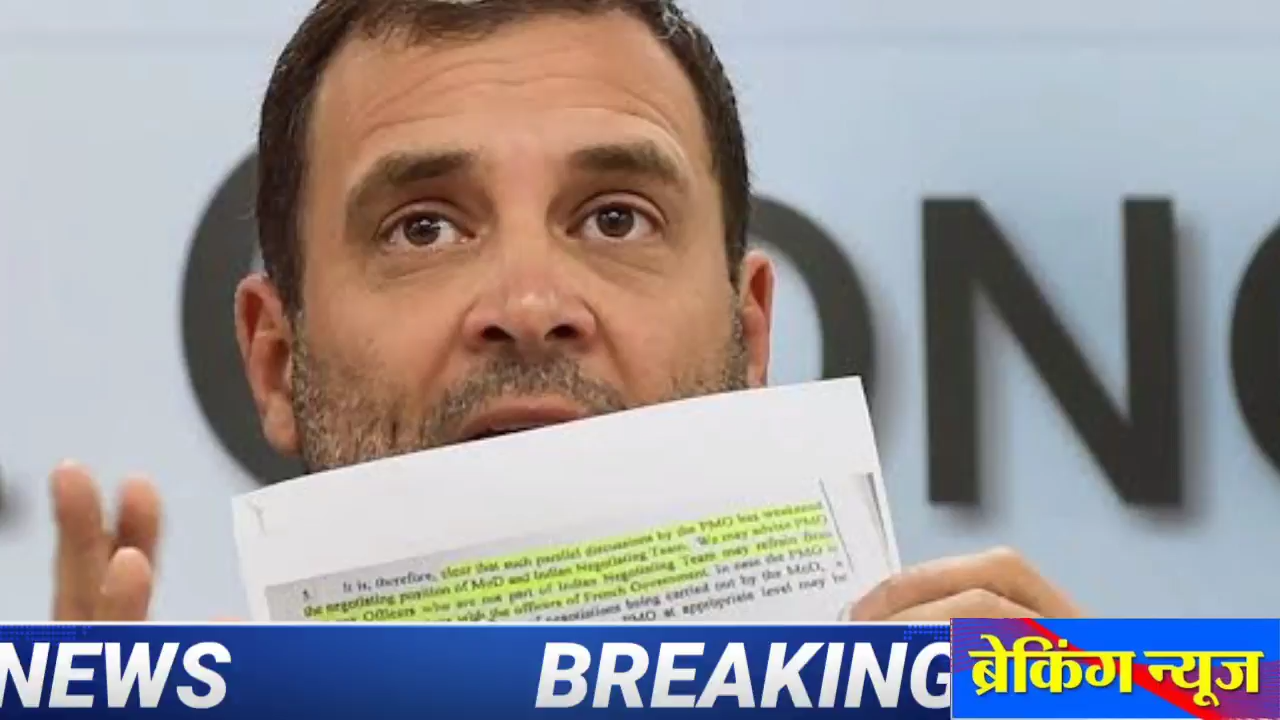 CONG
5. It is, therefore, clear that such parallel discussions by the PMO has weakened
the negotiating position of MoD and Indian Negotiating Team. We may advise PMO
Officers who are not part of Indian Negotiating Team may refrain from
with the officers of French Government. In case the PMO is
of negotiations being carried out by the MoD, a
PMO at appropriate level may be
NEWS BREAKING
ब्रेकिंग न्यूज